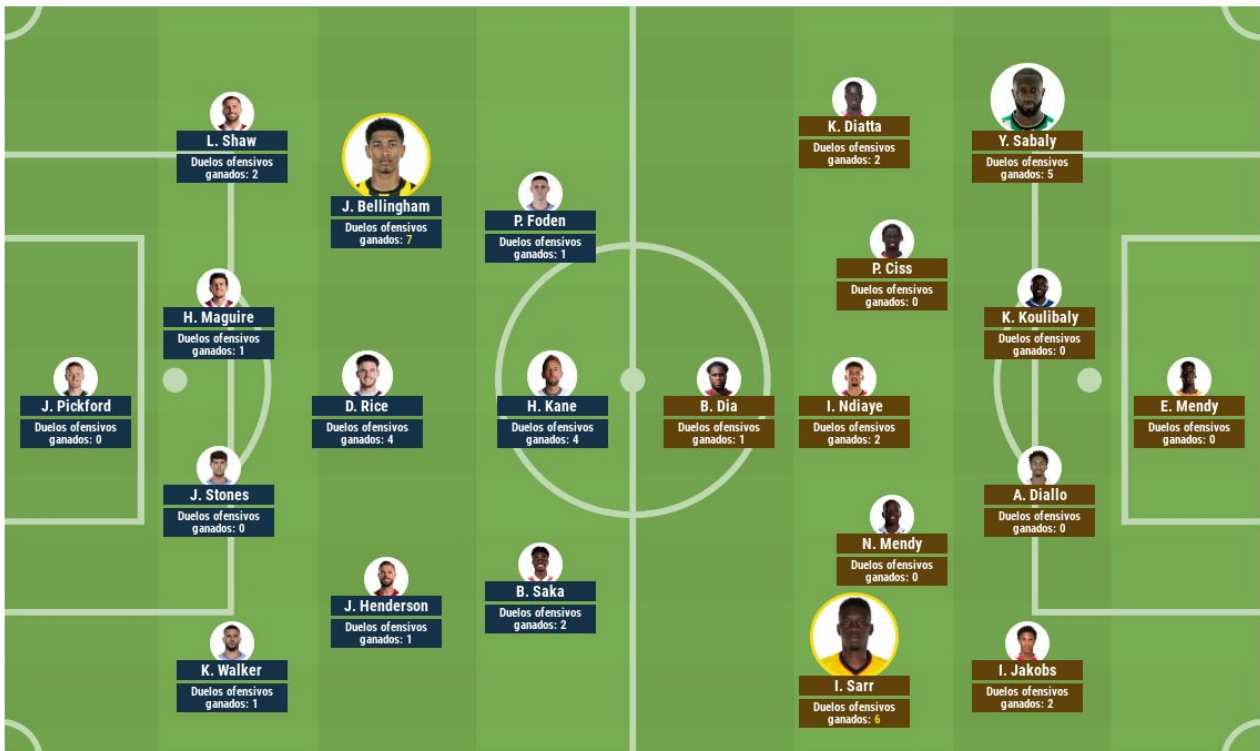 L. Shaw
Duelos ofensivos
ganados: 2
J. Bellingham
Duelos ofensivos
ganados: 7
P. Foden
Duelos ofensivos
ganados: 1
H. Maguire
Duelos ofensivos
ganados: 1
J. Pickford
Duelos ofensivos
ganados: 0
D. Rice
Duelos ofensivos
ganados: 4
H. Kane
Duelos ofensivos
ganados: 4
J. Stones
Duelos ofensivos
ganados: 0
J. Henderson
Duelos ofensivos
ganados: 1
B. Saka
Duelos ofensivos
ganados: 2
K. Walker
Duelos ofensivos
ganados: 1
K. Diatta
Duelos ofensivos
ganados: 2
Y. Sabaly
Duelos ofensivos
ganados: 5
P. Ciss
Duelos ofensivos
ganados: 0
K. Koulibaly
Duelos ofensivos
ganados: 0
B. Dia
Duelos ofensivos
ganados: 1
I. Ndiaye
Duelos ofensivos
ganados: 2
E. Mendy
Duelos ofensivos
ganados: 0
A. Diallo
Duelos ofensivos
ganados: 0
N. Mendy
Duelos ofensivos
ganados: 0
I. Sarr
Duelos ofensivos
ganados: 6
I. Jakobs
Duelos ofensivos
ganados: 2